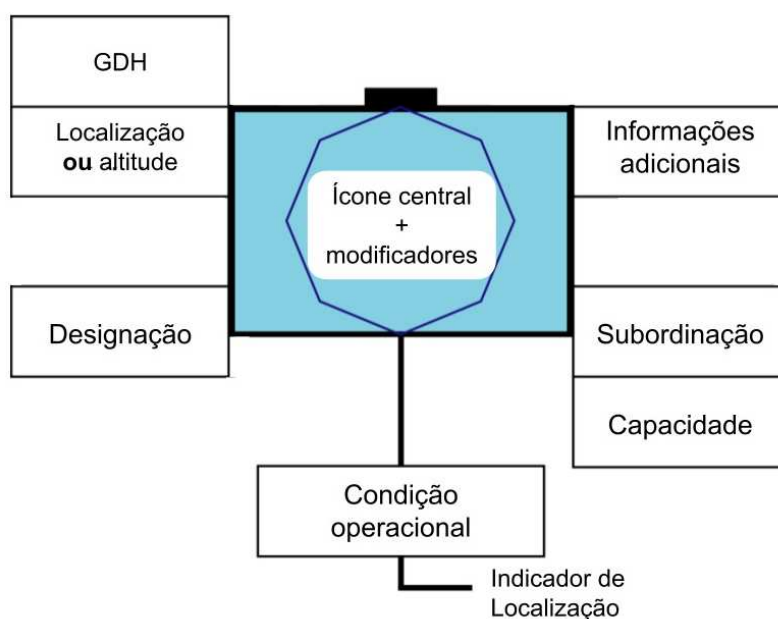 GDH
Localização
ou altitude
Informações
adicionais
Ícone central
+
modificadores
Designação
Subordinação
Capacidade
Condição
operacional
Indicador de
Localização